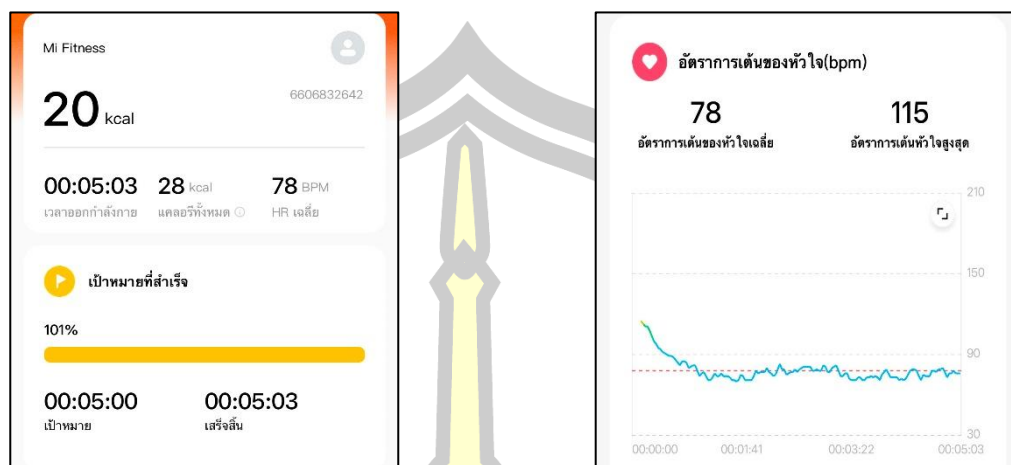 Mi Fitness
20 kcal
6606832642
00:05:03 28 kcal 78 BPM
เวลาออกกำลังกาย แคลอรีทั้งหมด HR เฉลี่ย
เป้าหมายที่สำเร็จ
101%
00:05:00 00:05:03
เป้าหมาย เสร็จสิ้น
อัตราการเต้นของหัวใจ(bpm)
78 115
อัตราการเต้นของหัวใจเฉลี่ย อัตราการเต้นหัวใจสูงสุด
210
150
90
30
00:00:00 00:01:41 00:03:22 00:05:03